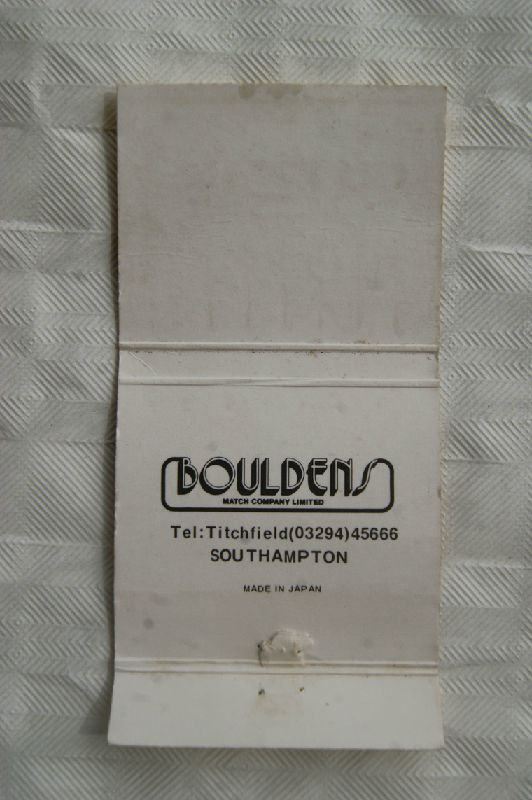 BOULDENS
MATCH COMPANY LIMITED
Tel:Titchfield(03294)45666
SOUTHAMPTON
MADE IN JAPAN